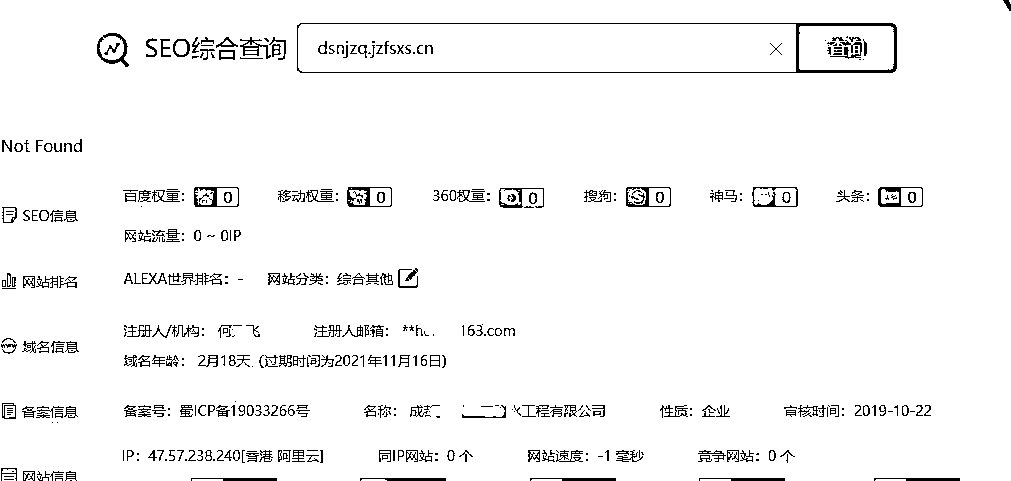 SEO综合查询 dsnjzq.jzfsxs.cn 查询
Not Found
百度权重: 0 移动权重: 0 360权重: 0 搜狗: 0 神马: 0 头条: 0
SEO信息
网站流量: 0 ~ 0IP
网站排名 ALEXA世界排名: - 网站分类: 综合其他
注册人/机构: 何 飞 注册人邮箱: **h 163.com
域名信息
域名年龄: 2月18天 (过期时间为2021年11月16日)
备案信息 备案号: 蜀ICP备19033266号 名称: 成都 工程有限公司 性质: 企业 审核时间: 2019-10-22
IP: 47.57.238.240[香港 阿里云] 同IP网站: 0 个 网站速度: -1 毫秒 竞争网站: 0 个
网站信息